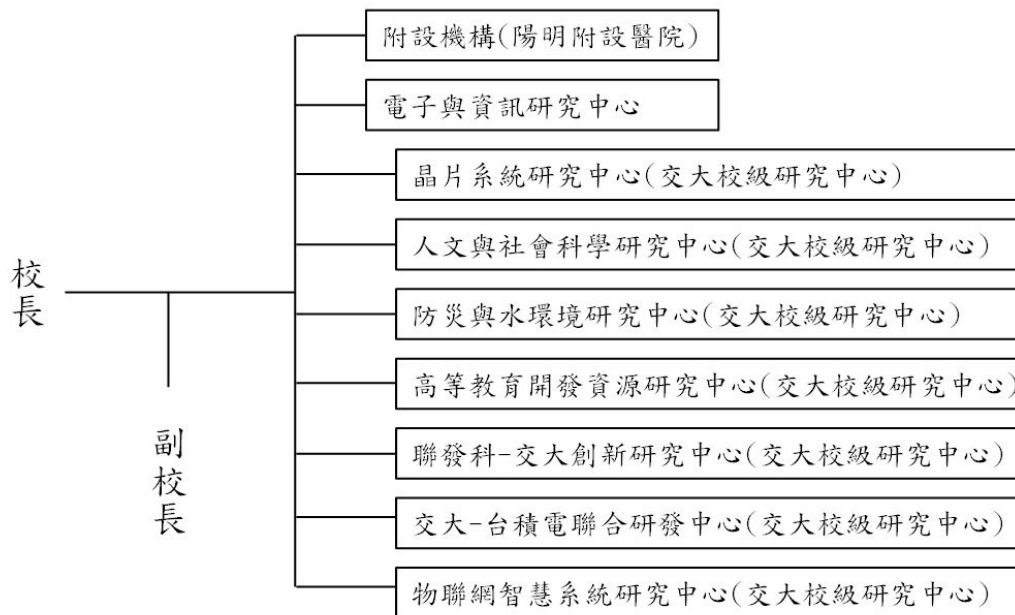 附設機構(陽明附設醫院)
電子與資訊研究中心
晶片系統研究中心(交大校級研究中心)
人文與社會科學研究中心(交大校級研究中心)
校長
防災與水環境研究中心(交大校級研究中心)
高等教育開發資源研究中心(交大校級研究中心)
副校長
聯發科-交大創新研究中心(交大校級研究中心)
交大-台積電聯合研發中心(交大校級研究中心)
物聯網智慧系統研究中心(交大校級研究中心)